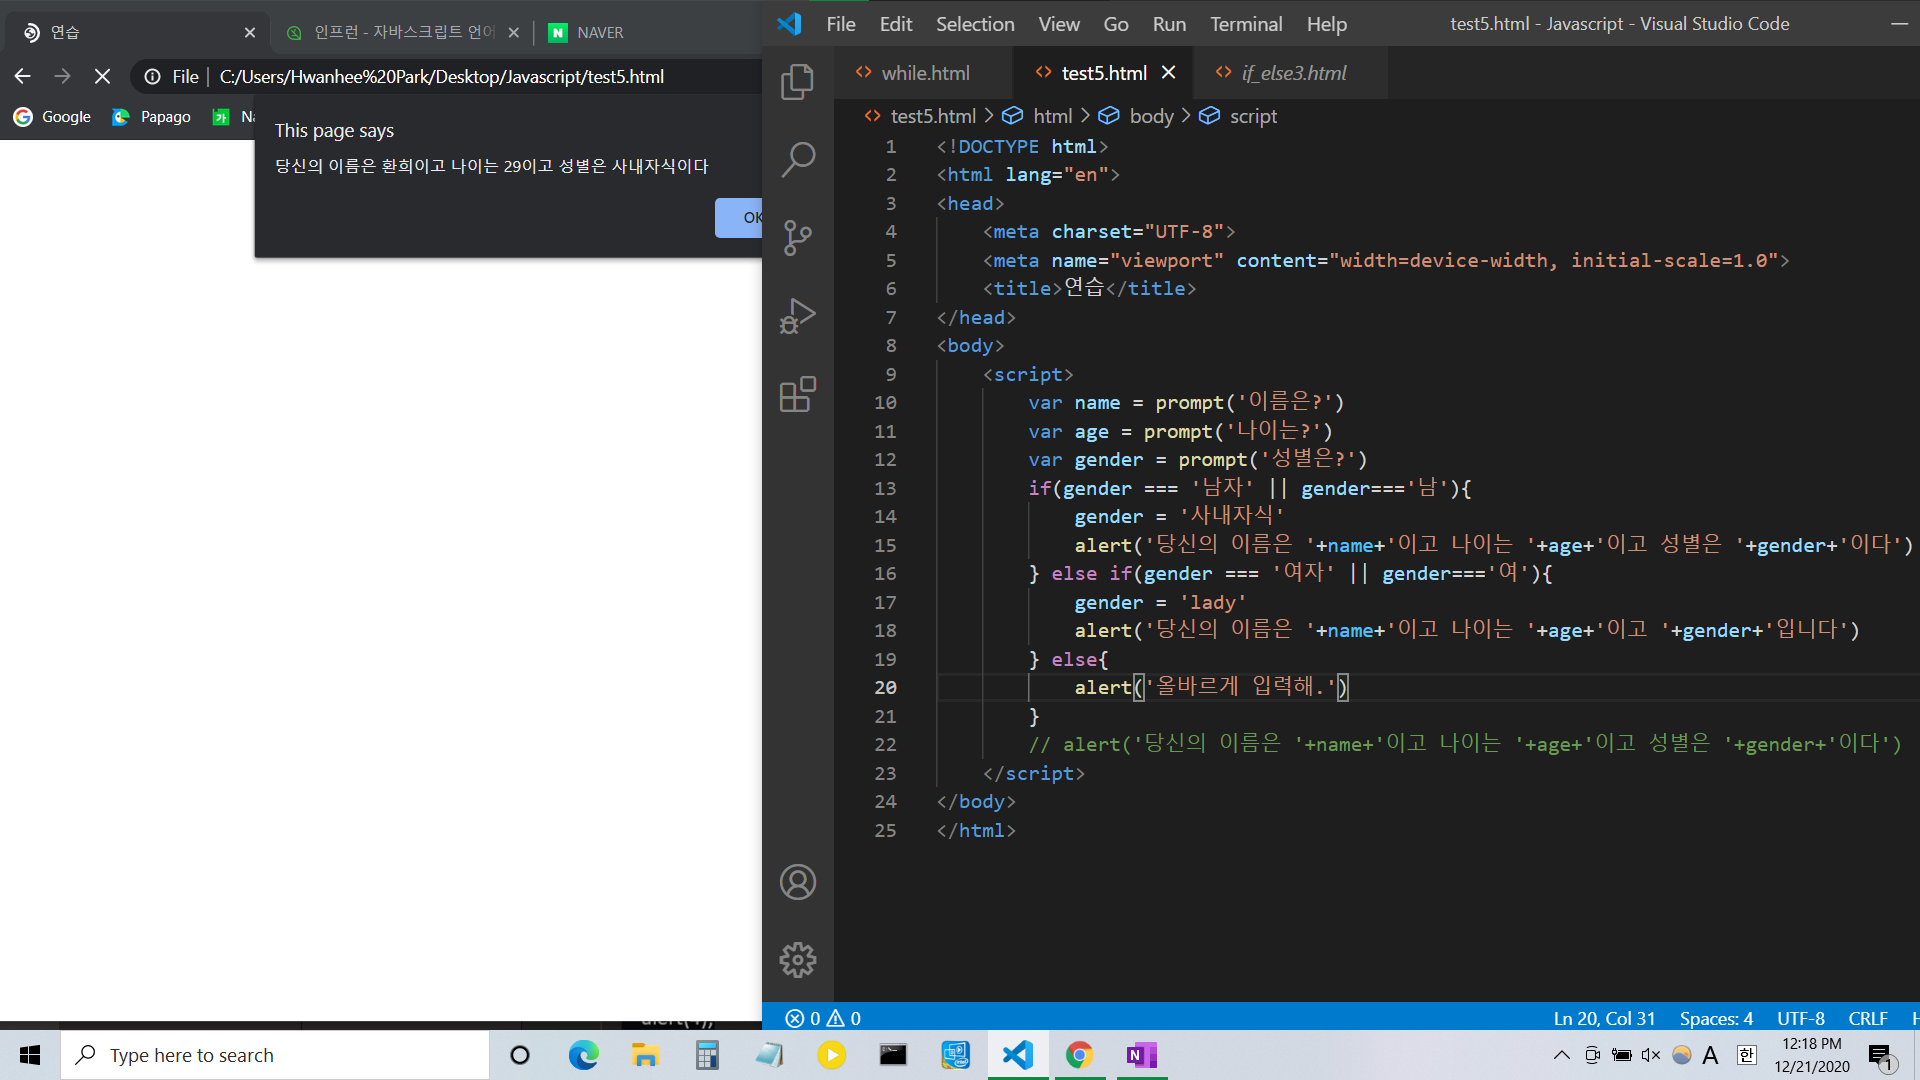 연습
인프런 - 자바스크립트 언어
NAVER
File
C:/Users/Hwanhee%20Park/Desktop/Javascript/test5.html
Google
Papago
This page says
당신의 이름은 환희이고 나이는 29이고 성별은 사내자식이다
OK
File Edit Selection View Go Run Terminal Help
test5.html - Javascript - Visual Studio Code
while.html
test5.html
if_else3.html
test5.html > html > body > script
1 <!DOCTYPE html>
2 <html lang="en">
3 <head>
4 <meta charset="UTF-8">
5 <meta name="viewport" content="width=device-width, initial-scale=1.0">
6 <title>연습</title>
7 </head>
8 <body>
9 <script>
10 var name = prompt('이름은?')
11 var age = prompt('나이는?')
12 var gender = prompt('성별은?')
13 if(gender === '남자' || gender==='남'){
14 gender = '사내자식'
15 alert('당신의 이름은 '+name+'이고 나이는 '+age+'이고 성별은 '+gender+'이다')
16 } else if(gender === '여자' || gender==='여'){
17 gender = 'lady'
18 alert('당신의 이름은 '+name+'이고 나이는 '+age+'이고 '+gender+'입니다')
19 } else{
20 alert('올바르게 입력해.')
21 }
22 // alert('당신의 이름은 '+name+'이고 나이는 '+age+'이고 성별은 '+gender+'이다')
23 </script>
24 </body>
25 </html>
0 0
Ln 20, Col 31 Spaces: 4 UTF-8 CRLF
Type here to search
A 한
12:18 PM
12/21/2020
1